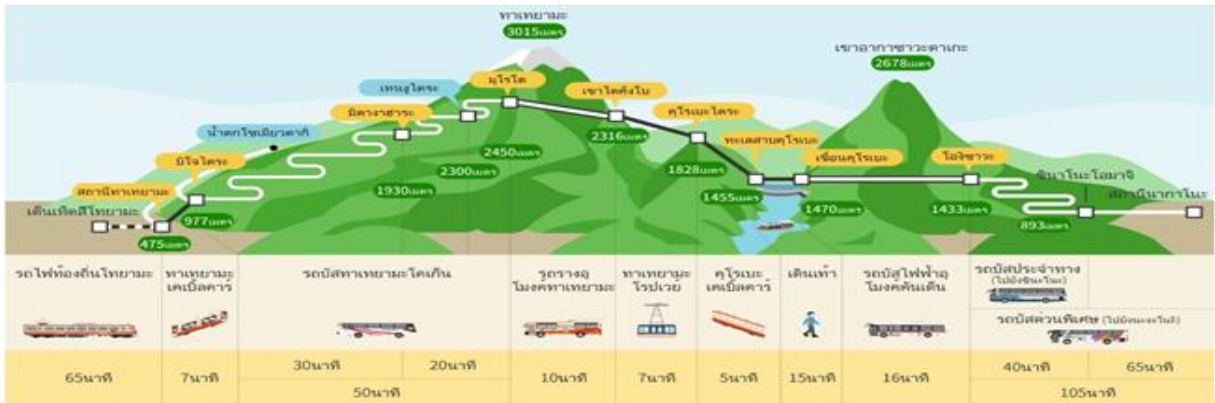 ทาเทยามะ
3015เมตร
เขาอากาซาวะดาเกะ
2678เมตร
มุโรโด
เทนงูไดระ
เขาไดคังโบ
มิดางาฮาระ
คุโรเบะไดระ
น้ำตกโชเมียวดากิ
2316เมตร
ทะเลสาบคุโรเบะ
บิโจไดระ
2450เมตร
เขื่อนคุโรเบะ
โอกิซาวะ
2300เมตร
1828เมตร
ชินาโนะโอมาจิ
สถานีทาเทยามะ
1930เมตร
1455เมตร
สถานีนากาโนะ
เด็นเท็ตสึโทยามะ
977เมตร
1470เมตร
1433เมตร
893เมตร
475เมตร
รถไฟท้องถิ่นโทยามะ
ทาเทยามะ
เคเบิ้ลคาร์
รถบัสทาเทยามะโคเก็น
รถรางอุ
โมงค์ทาเทยามะ
ทาเทยามะ
โรปเวย
คุโรเบะ
เคเบิ้ลคาร์
เดินเท้า
รถบัสไฟฟ้าอุ
โมงค์คันเด็น
รถบัสประจำทาง
(ไปยังชินะโนะ)
รถบัสด่วนพิเศษ
65นาที
7นาที
30นาที
20นาที
50นาที
10นาที
7นาที
5นาที
15นาที
16นาที
40นาที
65นาที
105นาที